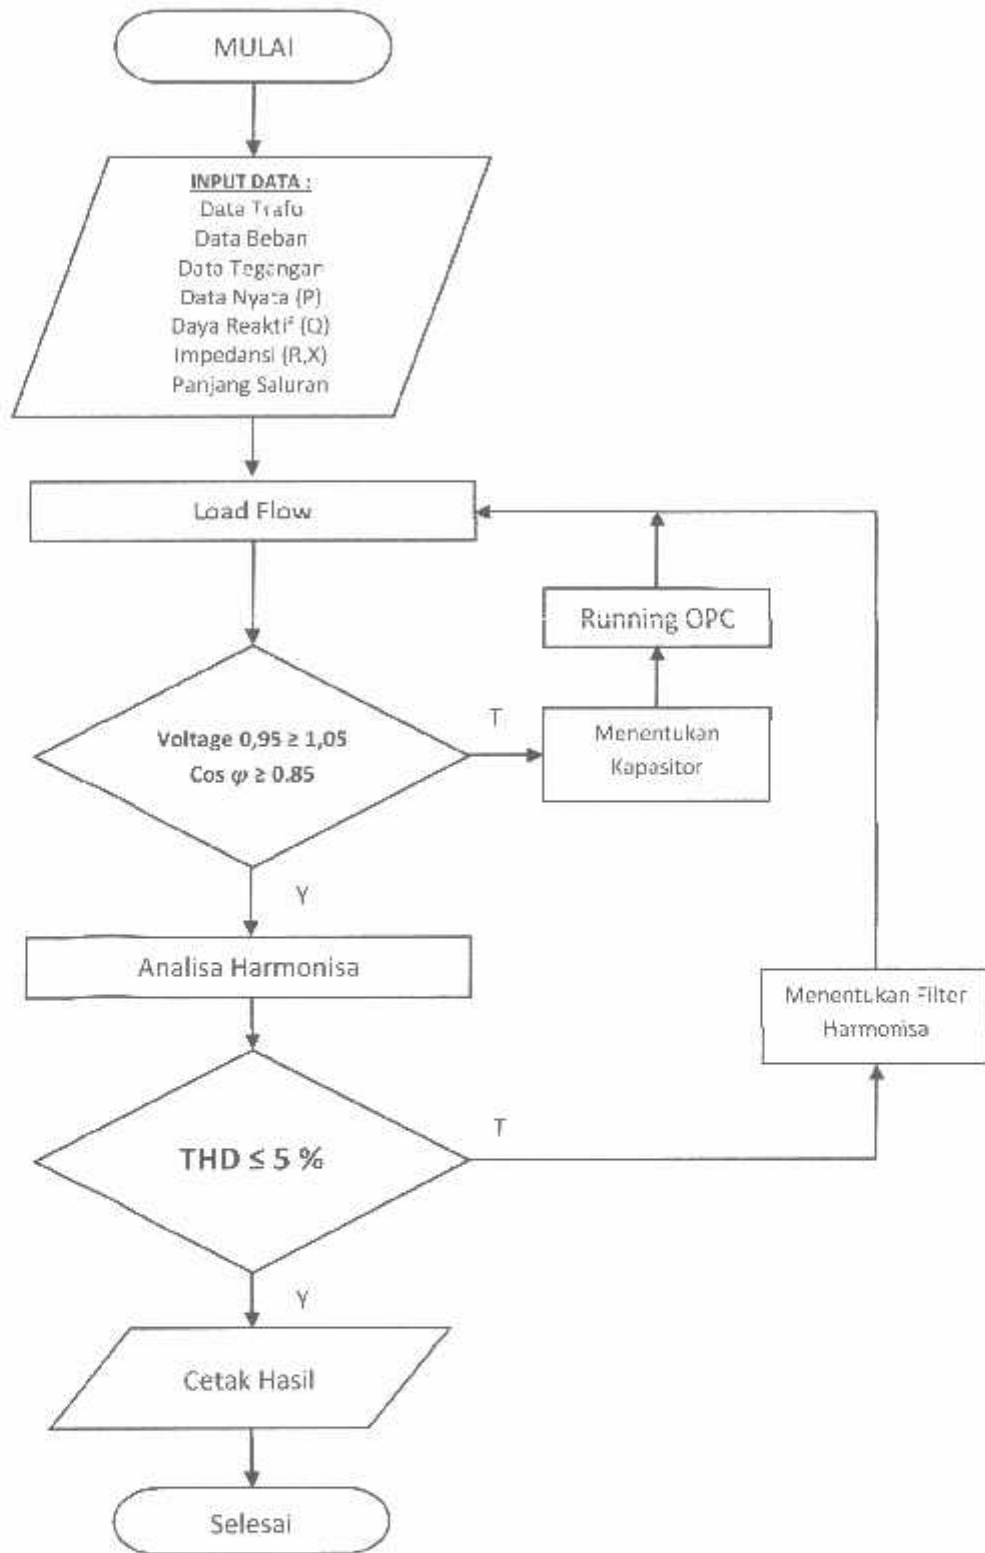 MULAI
INPUT DATA :
Data Trafo
Data Beban
Data Tegangan
Data Nyata (P)
Daya Reaktif (Q)
Impedansi (R,X)
Panjang Saluran
Load Flow
Running OPC
Voltage 0,95 ≥ 1,05
Cos φ ≥ 0.85
T
Menentukan
Kapasitor
Y
Analisa Harmonisa
Menentukan Filter
Harmonisa
THD ≤ 5 %
T
Y
Cetak Hasil
Selesai